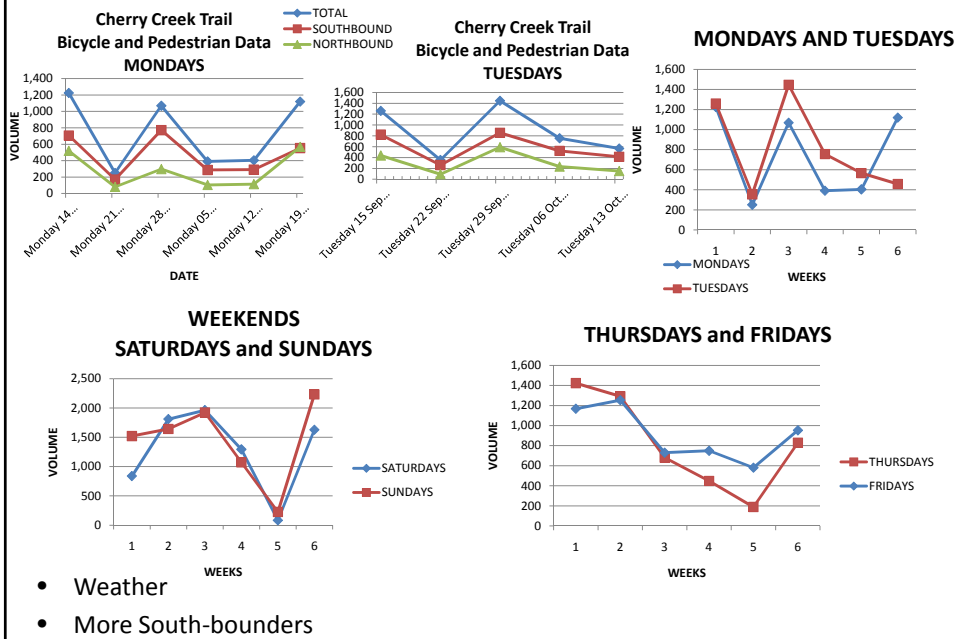 Cherry Creek Trail
Bicycle and Pedestrian Data
MONDAYS
TOTAL
SOUTHBOUND
NORTHBOUND
VOLUME
1,400
1,200
1,000
800
600
400
200
0
Monday 14...
Monday 21...
Monday 28...
Monday 05...
Monday 12...
Monday 19...
DATE
Cherry Creek Trail
Bicycle and Pedestrian Data
TUESDAYS
1,600
1,400
1,200
1,000
800
600
400
200
0
Tuesday 15 Sep...
Tuesday 22 Sep...
Tuesday 29 Sep...
Tuesday 06 Oct...
Tuesday 13 Oct...
MONDAYS AND TUESDAYS
VOLUME
1,600
1,400
1,200
1,000
800
600
400
200
0
1 2 3 4 5 6
MONDAYS
TUESDAYS
WEEKS
WEEKENDS
SATURDAYS and SUNDAYS
VOLUME
2,500
2,000
1,500
1,000
500
0
1 2 3 4 5 6
WEEKS
SATURDAYS
SUNDAYS
THURSDAYS and FRIDAYS
VOLUME
1,600
1,400
1,200
1,000
800
600
400
200
0
1 2 3 4 5 6
WEEKS
THURSDAYS
FRIDAYS
• Weather
• More South-bounders